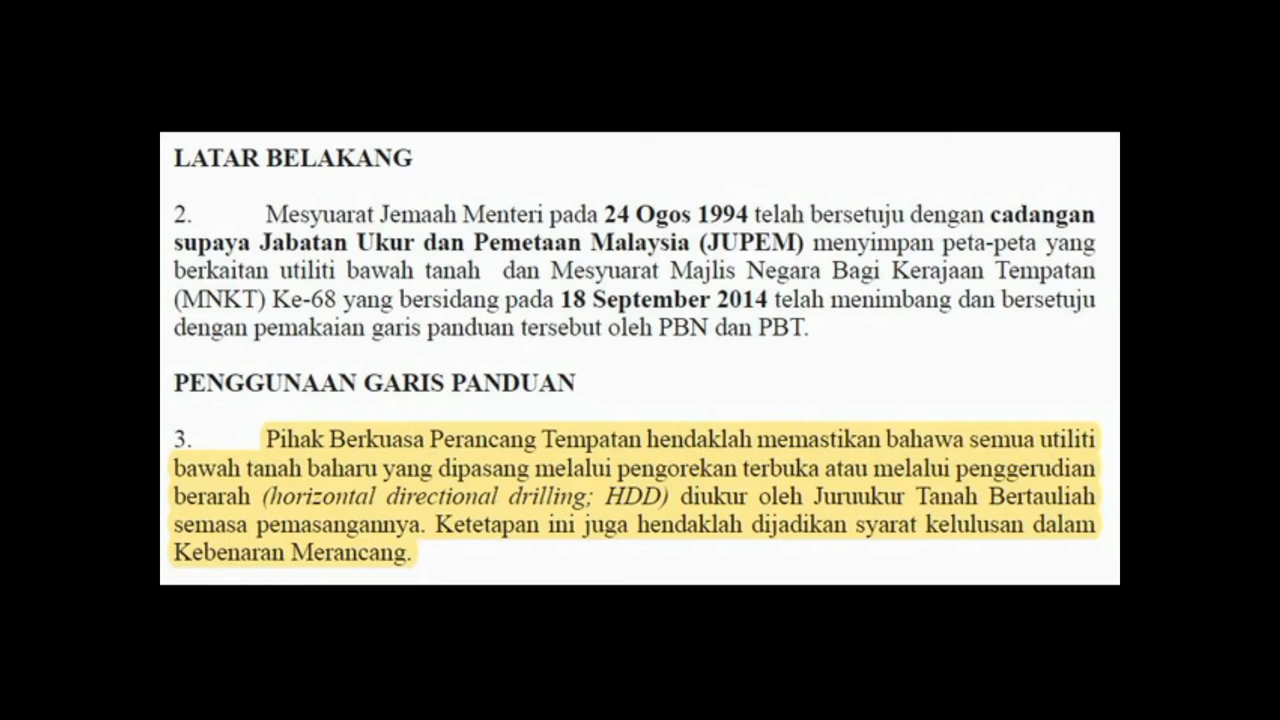 LATAR BELAKANG
2. Mesyuarat Jemaah Menteri pada 24 Ogos 1994 telah bersetuju dengan cadangan
supaya Jabatan Ukur dan Pemetaan Malaysia (JUPEM) menyimpan peta-peta yang
berkaitan utiliti bawah tanah dan Mesyuarat Majlis Negara Bagi Kerajaan Tempatan
(MNKT) Ke-68 yang bersidang pada 18 September 2014 telah menimbang dan bersetuju
dengan pemakaian garis panduan tersebut oleh PBN dan PBT.
PENGGUNAAN GARIS PANDUAN
3. Pihak Berkuasa Perancang Tempatan hendaklah memastikan bahawa semua utiliti
bawah tanah baharu yang dipasang melalui pengorekan terbuka atau melalui penggerudian
berarah (horizontal directional drilling; HDD) diukur oleh Juruukur Tanah Bertauliah
semasa pemasangannya. Ketetapan ini juga hendaklah dijadikan syarat kelulusan dalam
Kebenaran Merancang.